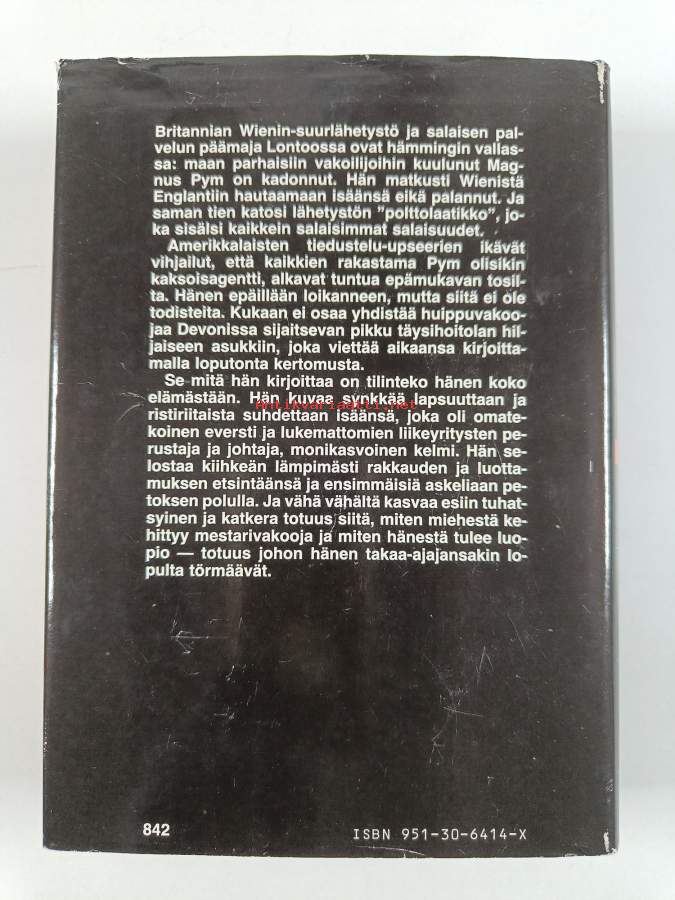 Britannian Wienin-suurlähetystö ja salaisen pal-
velun päämaja Lontoossa ovat hämmingin vallas-
sa: maan parhaisiin vakoilijoihin kuulunut Mag-
nus Pym on kadonnut. Hän matkusti Wienistä
Englantiin hautaamaan isäänsä eikä palannut. Ja
saman tien katosi lähetystön "polttolaatikko", jo-
ka sisälsi kaikkein salaisimmat salaisuudet.
Amerikkalaisten tiedustelu-upseerien ikävät
vihjailut, että kaikkien rakastama Pym olisikin
kaksoisagentti, alkavat tuntua epämukavan tosil-
ta. Hänen epäillään loikanneen, mutta siitä ei ole
todisteita. Kukaan ei osaa yhdistää huippuvakoo-
jaa Devonissa sijaitsevan pikku täysihoitolan hil-
jaiseen asukkiin, joka viettää aikaansa kirjoitta-
malla loputonta kertomusta.
Se mitä hän kirjoittaa on tilinteko hänen koko
elämästään. Hän kuvaa synkkää lapsuuttaan ja
Antikvariaatti.net
ristiriitaista suhdettaan isäänsä, joka oli omate-
koinen eversti ja lukemattomien liikeyritysten pe-
rustaja ja johtaja, monikasvoinen kelmi. Hän se-
lostaa kiihkeän lämpimästi rakkauden ja luotta-
muksen etsintäänsä ja ensimmäisiä askeliaan pe-
toksen polulla. Ja vähä vähältä kasvaa esiin tuhat-
syinen ja katkera totuus siitä, miten miehestä ke-
hittyy mestarivakooja ja miten hänestä tulee luo-
pio — totuus johon hänen takaa-ajajansakin lo-
pulta törmäävät.
842
ISBN 951-30-6414-X